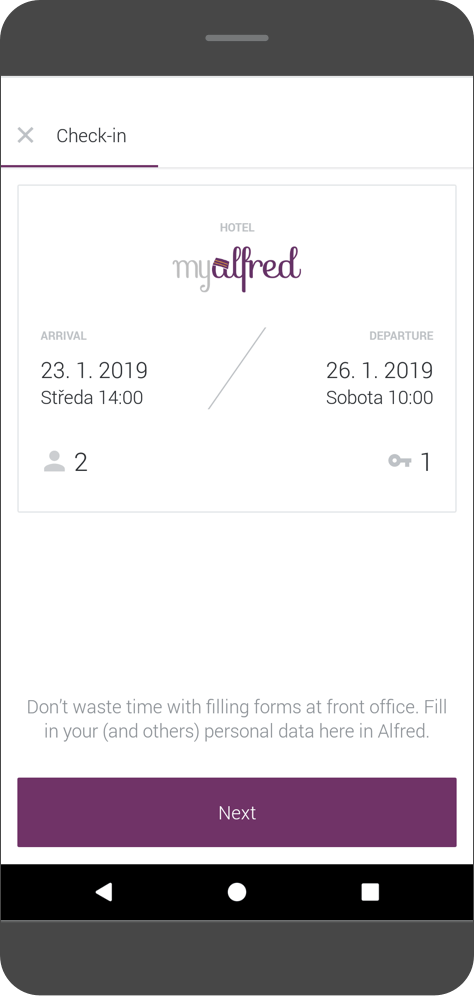 Check-in
HOTEL
myalfred
ARRIVAL
DEPARTURE
23. 1. 2019
26. 1. 2019
Středa 14:00
Sobota 10:00
2
1
Don't waste time with filling forms at front office. Fill
in your (and others) personal data here in Alfred.
Next